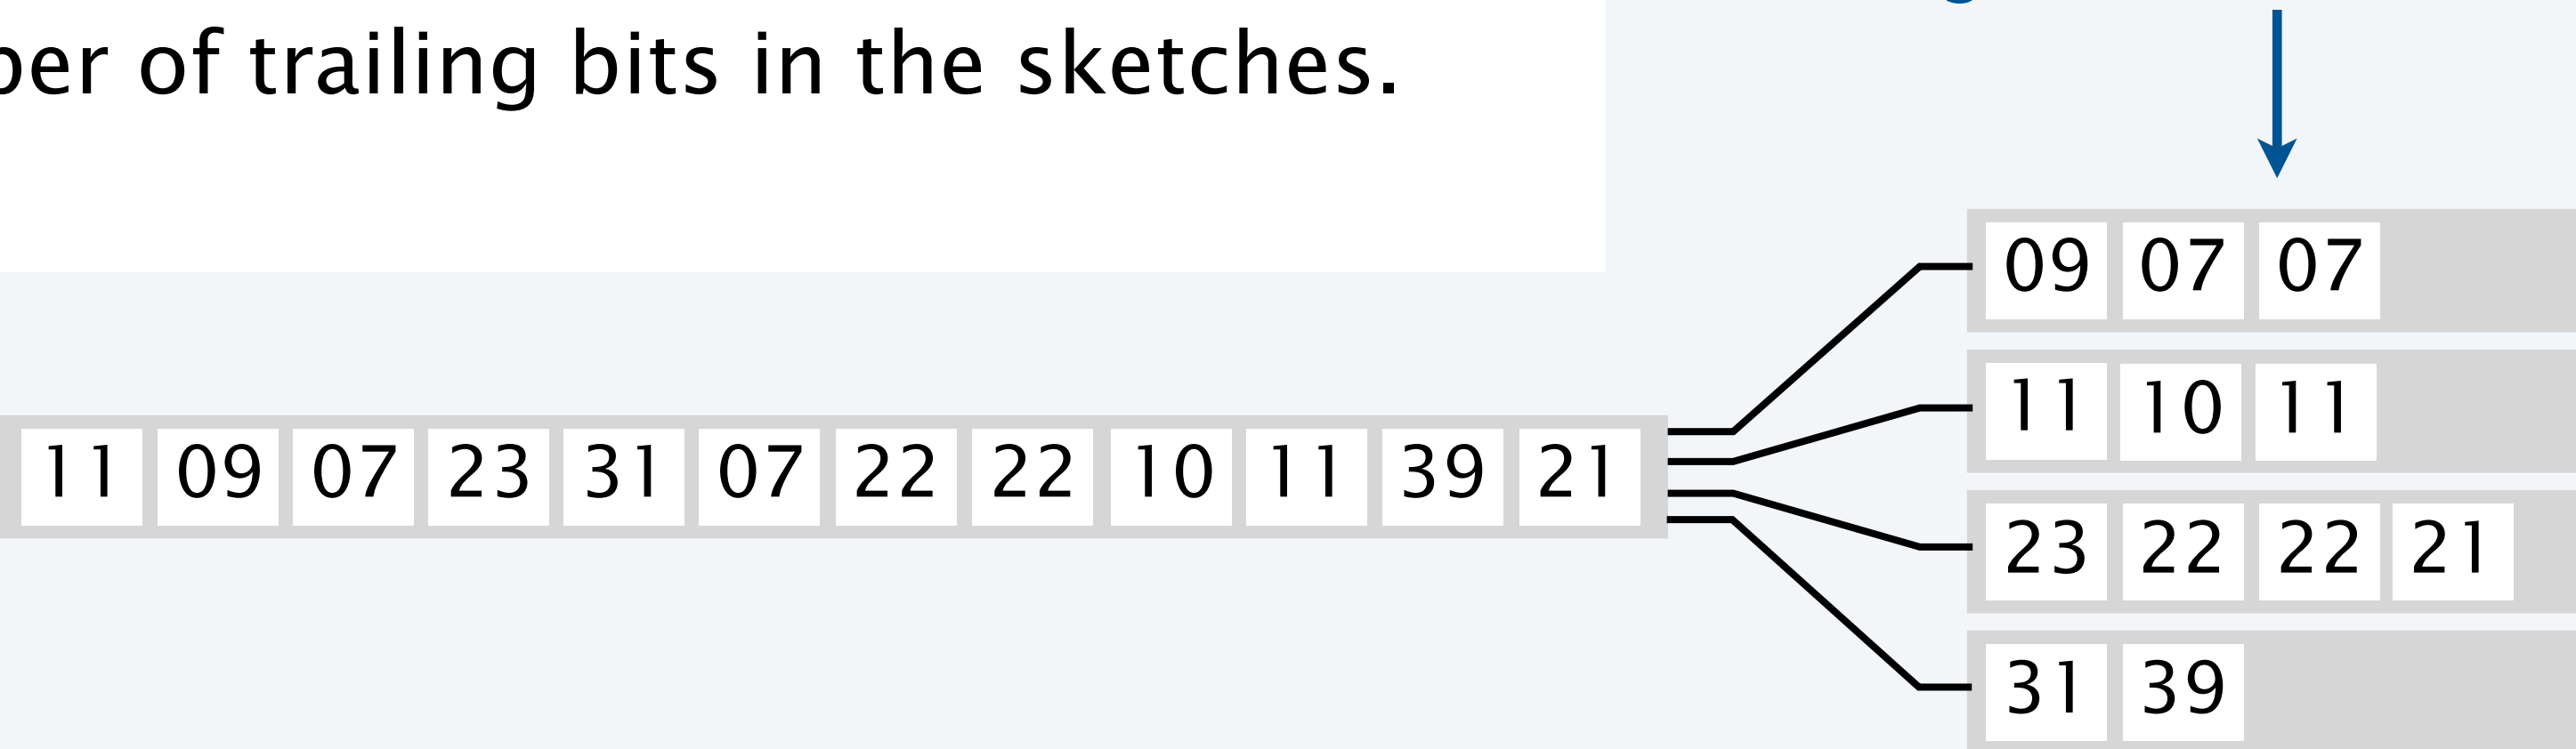 of trailing bits in the sketches.
09 07 07
11 10 11
11 09 07 23 31 07 22 22 10 11 39 21
23 22 22 21
31 39